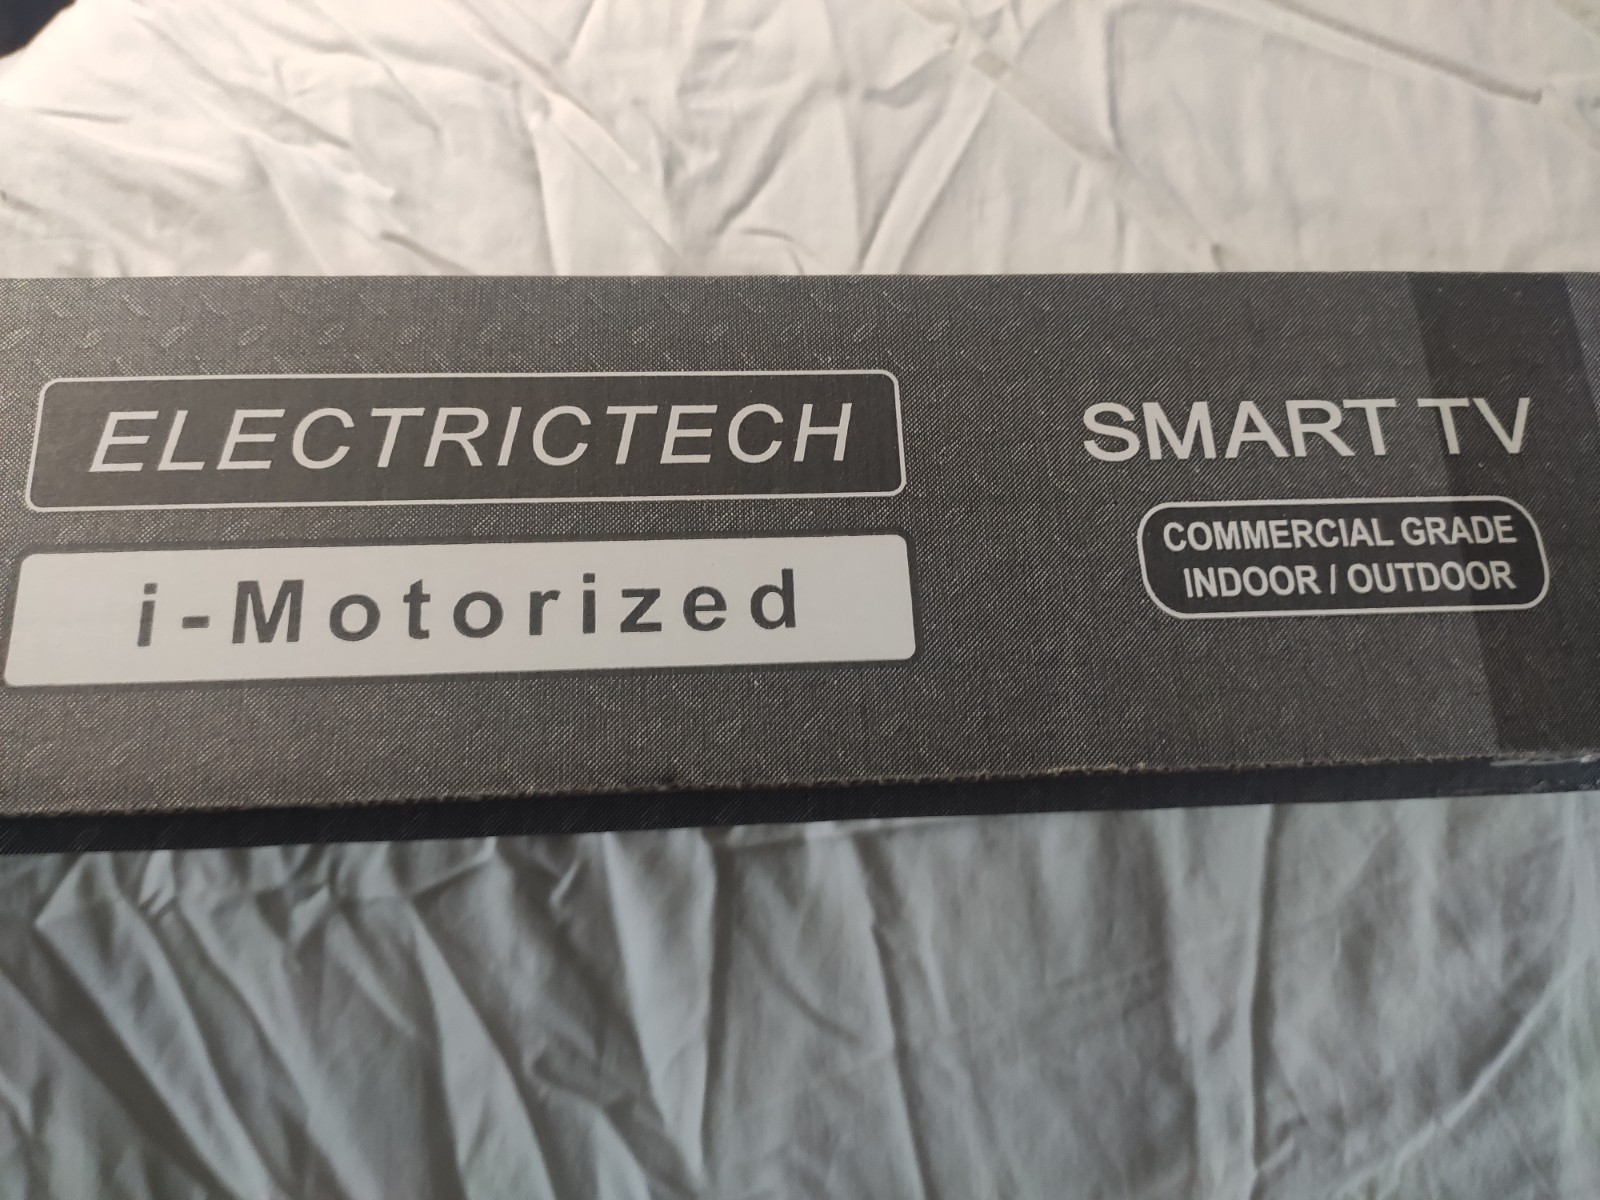 ELECTRICTECH
i-Motorized
SMART TV
COMMERCIAL GRADE
INDOOR / OUTDOOR